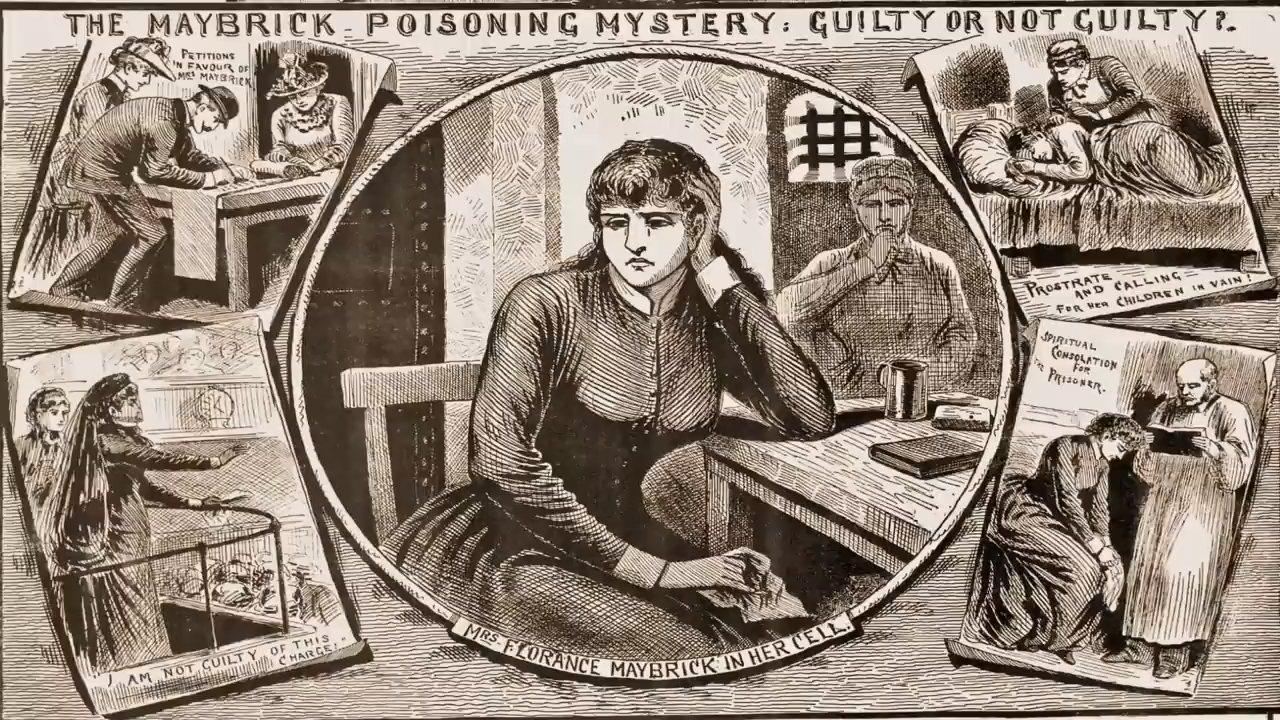 THE MAYBRICK POISONING MYSTERY: GUILTY OR NOT GUILTY?.
PETITIONS
IN FAVOUR OF
MRS MAYBRICK
PROSTRATE
AND CALLING
FOR HER CHILDREN IN VAIN!
SPIRITUAL
CONSOLATION
FOR
PRISONER.
"I AM NOT GUILTY OF THIS
CHARGE."
MRS. FLORANCE MAYBRICK IN HER CELL.